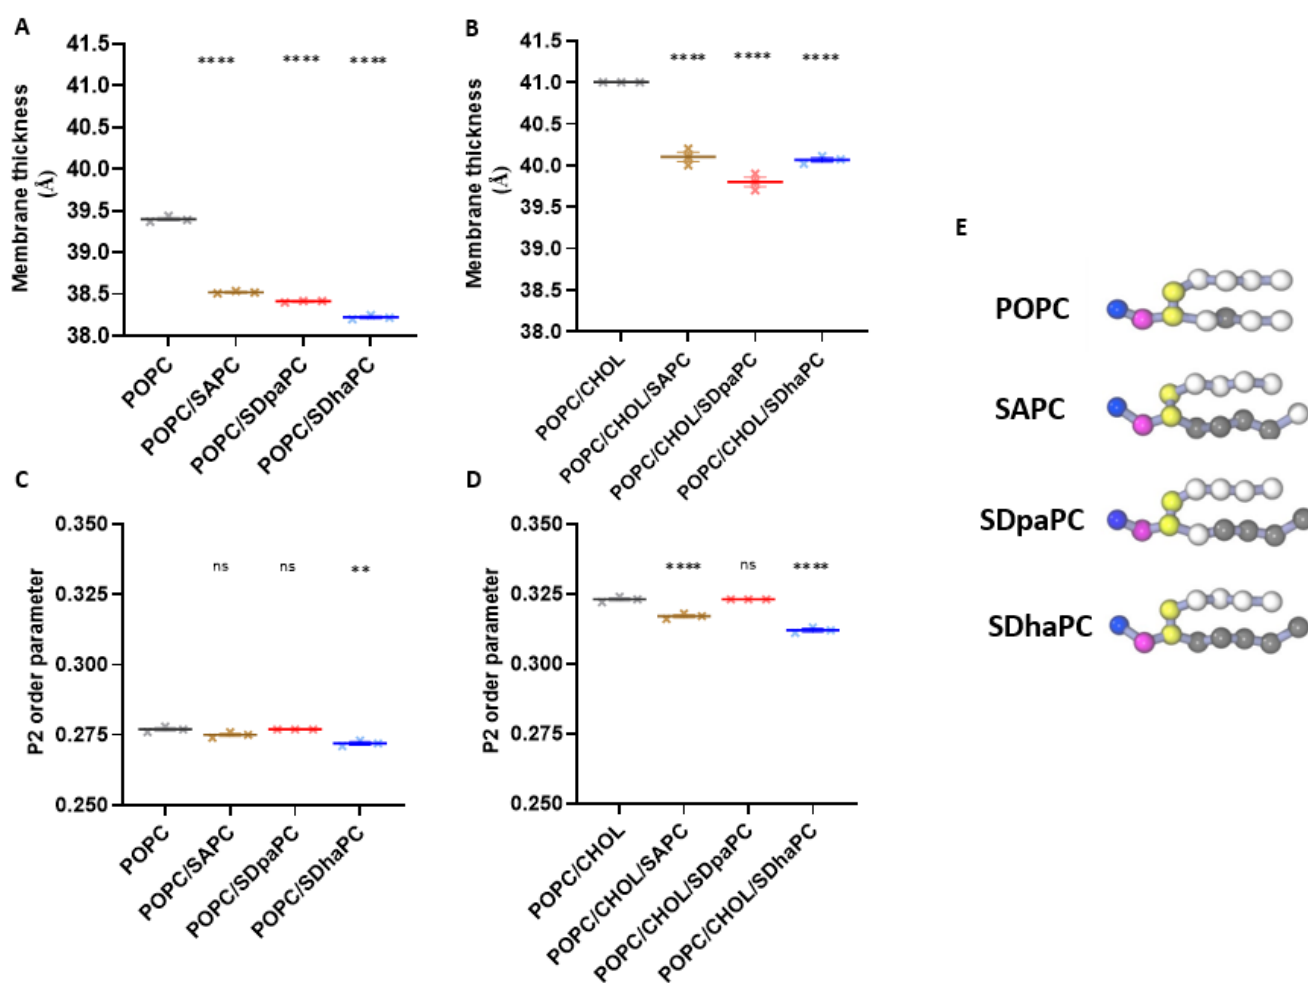 A
Membrane thickness
(Å)
41.5
41.0
40.5
40.0
39.5
39.0
38.5
38.0
****
****
****
POPC
POPC/SAPC
POPC/SDpaPC
POPC/SDhaPC
B
Membrane thickness
(Å)
41.5
41.0
40.5
40.0
39.5
39.0
38.5
38.0
****
****
****
POPC/CHOL
POPC/CHOL/SAPC
POPC/CHOL/SDpaPC
POPC/CHOL/SDhaPC
C
P2 order parameter
0.350
0.325
0.300
0.275
0.250
ns
ns
**
POPC
POPC/SAPC
POPC/SDpaPC
POPC/SDhaPC
D
P2 order parameter
0.350
0.325
0.300
0.275
0.250
****
ns
****
POPC/CHOL
POPC/CHOL/SAPC
POPC/CHOL/SDpaPC
POPC/CHOL/SDhaPC
E
POPC
SAPC
SDpaPC
SDhaPC